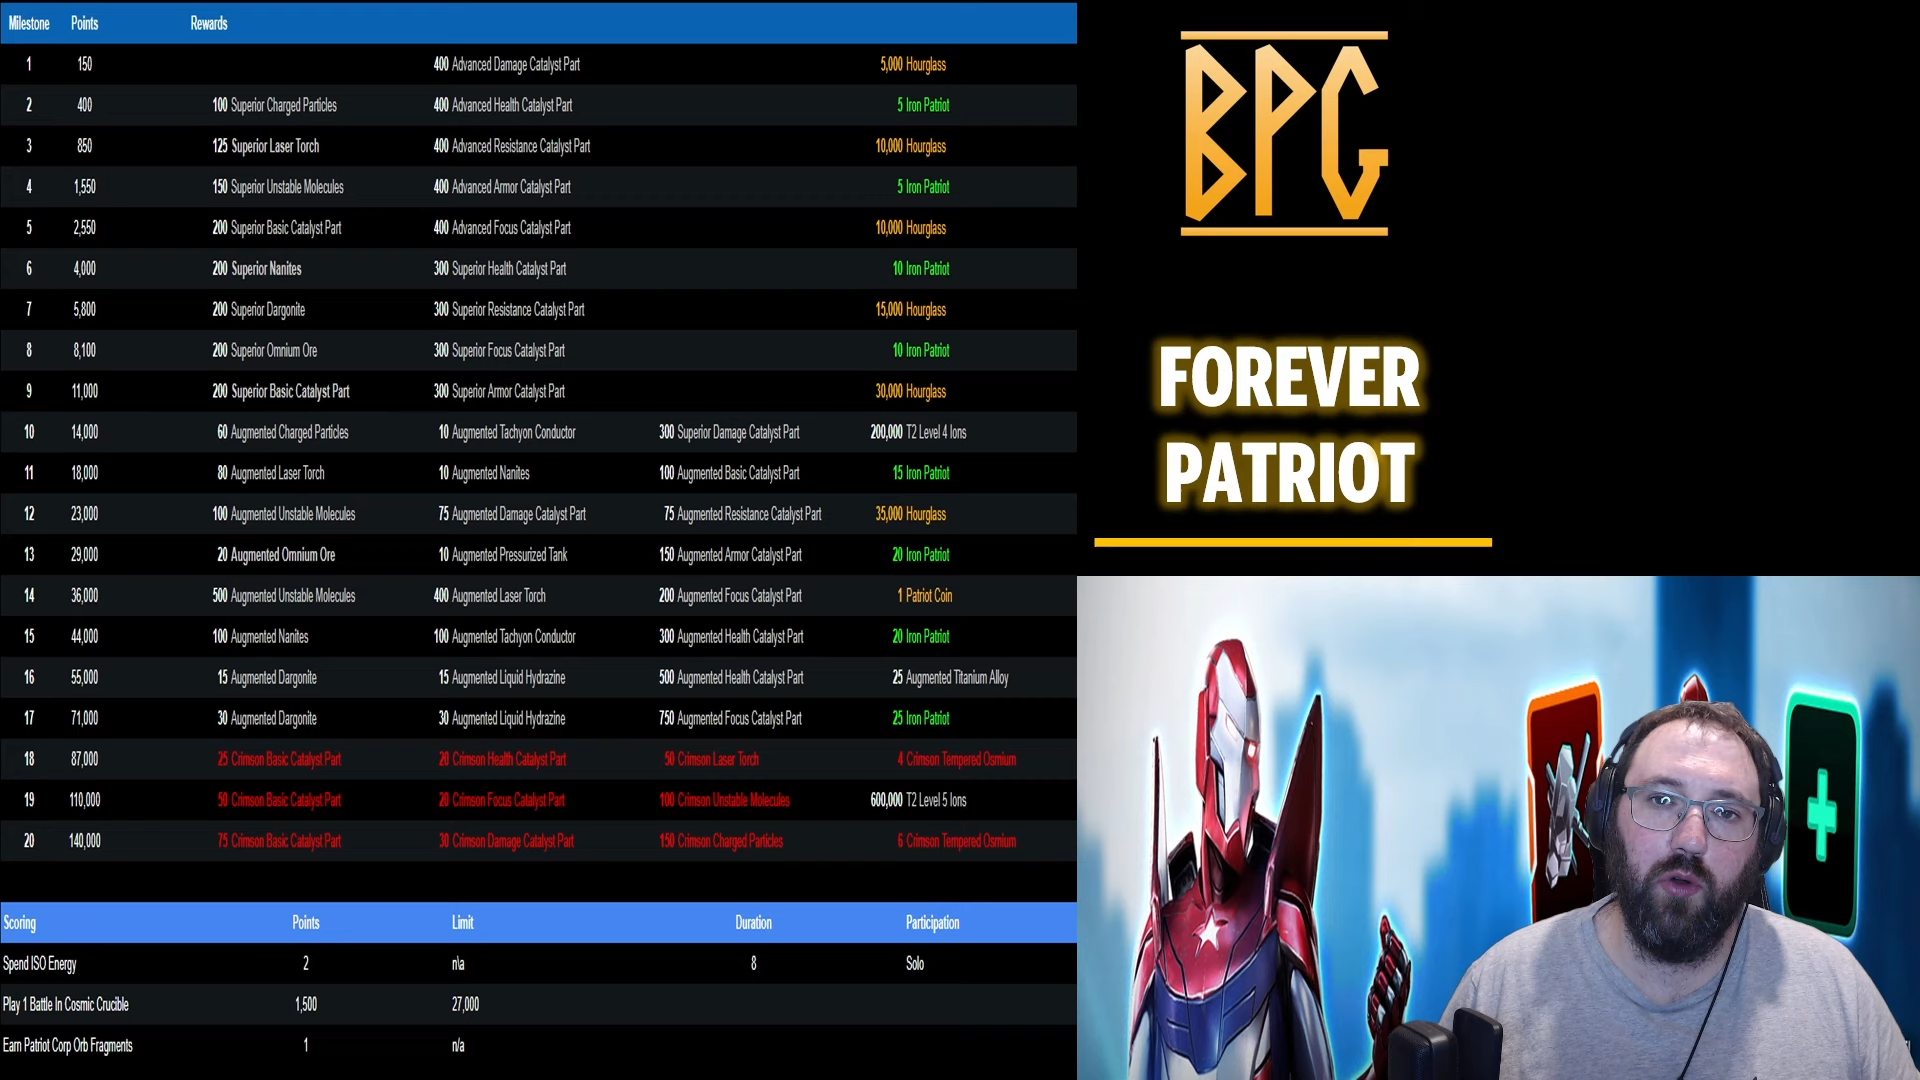 Milestone Points Rewards
1 150 400 Advanced Damage Catalyst Part 5,000 Hourglass
2 400 100 Superior Charged Particles 400 Advanced Health Catalyst Part 5 Iron Patriot
3 850 125 Superior Laser Torch 400 Advanced Resistance Catalyst Part 10,000 Hourglass
4 1,550 150 Superior Unstable Molecules 400 Advanced Armor Catalyst Part 5 Iron Patriot
5 2,550 200 Superior Basic Catalyst Part 400 Advanced Focus Catalyst Part 10,000 Hourglass
6 4,000 200 Superior Nanites 300 Superior Health Catalyst Part 10 Iron Patriot
7 5,800 200 Superior Dargonite 300 Superior Resistance Catalyst Part 15,000 Hourglass
8 8,100 200 Superior Omnium Ore 300 Superior Focus Catalyst Part 10 Iron Patriot
9 11,000 200 Superior Basic Catalyst Part 300 Superior Armor Catalyst Part 30,000 Hourglass
10 14,000 60 Augmented Charged Particles 10 Augmented Tachyon Conductor 300 Superior Damage Catalyst Part 200,000 T2 Level 4 Ions
11 18,000 80 Augmented Laser Torch 10 Augmented Nanites 100 Augmented Basic Catalyst Part 15 Iron Patriot
12 23,000 100 Augmented Unstable Molecules 75 Augmented Damage Catalyst Part 75 Augmented Resistance Catalyst Part 35,000 Hourglass
13 29,000 20 Augmented Omnium Ore 10 Augmented Pressurized Tank 150 Augmented Armor Catalyst Part 20 Iron Patriot
14 36,000 500 Augmented Unstable Molecules 400 Augmented Laser Torch 200 Augmented Focus Catalyst Part 1 Patriot Coin
15 44,000 100 Augmented Nanites 100 Augmented Tachyon Conductor 300 Augmented Health Catalyst Part 20 Iron Patriot
16 55,000 15 Augmented Dargonite 15 Augmented Liquid Hydrazine 500 Augmented Health Catalyst Part 25 Augmented Titanium Alloy
17 71,000 30 Augmented Dargonite 30 Augmented Liquid Hydrazine 750 Augmented Focus Catalyst Part 25 Iron Patriot
18 87,000 25 Crimson Basic Catalyst Part 20 Crimson Health Catalyst Part 50 Crimson Laser Torch 4 Crimson Tempered Osmium
19 110,000 50 Crimson Basic Catalyst Part 20 Crimson Focus Catalyst Part 100 Crimson Unstable Molecules 600,000 T2 Level 5 Ions
20 140,000 75 Crimson Basic Catalyst Part 30 Crimson Damage Catalyst Part 150 Crimson Charged Particles 6 Crimson Tempered Osmium
Scoring Points Limit Duration Participation
Spend ISO Energy 2 n\a 8 Solo
Play 1 Battle In Cosmic Crucible 1,500 27,000
Earn Patriot Corp Orb Fragments 1 n\a
BPG
FOREVER
PATRIOT